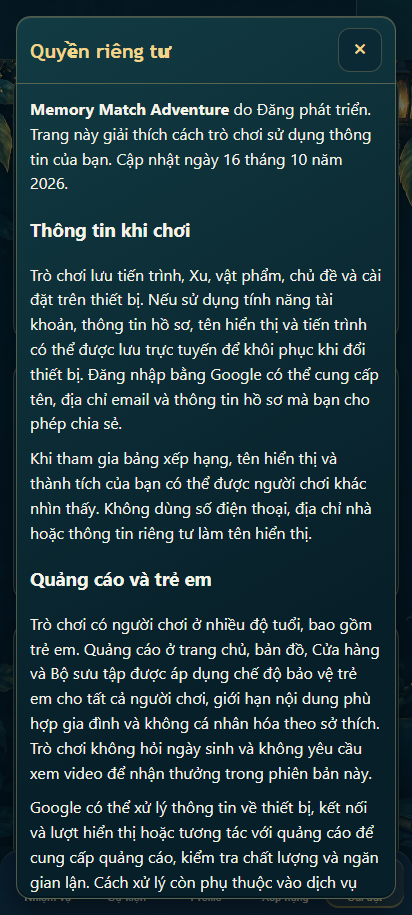 Quyền riêng tư
×
Memory Match Adventure do Đăng phát triển.
Trang này giải thích cách trò chơi sử dụng thông
tin của bạn. Cập nhật ngày 16 tháng 10 năm
2026.
Thông tin khi chơi
Trò chơi lưu tiến trình, Xu, vật phẩm, chủ đề và cài
đặt trên thiết bị. Nếu sử dụng tính năng tài
khoản, thông tin hồ sơ, tên hiển thị và tiến trình
có thể được lưu trực tuyến để khôi phục khi đổi
thiết bị. Đăng nhập bằng Google có thể cung cấp
tên, địa chỉ email và thông tin hồ sơ mà bạn cho
phép chia sẻ.
Khi tham gia bảng xếp hạng, tên hiển thị và
thành tích của bạn có thể được người chơi khác
nhìn thấy. Không dùng số điện thoại, địa chỉ nhà
hoặc thông tin riêng tư làm tên hiển thị.
Quảng cáo và trẻ em
Trò chơi có người chơi ở nhiều độ tuổi, bao gồm
trẻ em. Quảng cáo ở trang chủ, bản đồ, Cửa hàng
và Bộ sưu tập được áp dụng chế độ bảo vệ trẻ
em cho tất cả người chơi, giới hạn nội dung phù
hợp gia đình và không cá nhân hóa theo sở thích.
Trò chơi không hỏi ngày sinh và không yêu cầu
xem video để nhận thưởng trong phiên bản này.
Google có thể xử lý thông tin về thiết bị, kết nối
và lượt hiển thị hoặc tương tác với quảng cáo để
cung cấp quảng cáo, kiểm tra chất lượng và ngăn
gian lận. Cách xử lý còn phụ thuộc vào dịch vụ